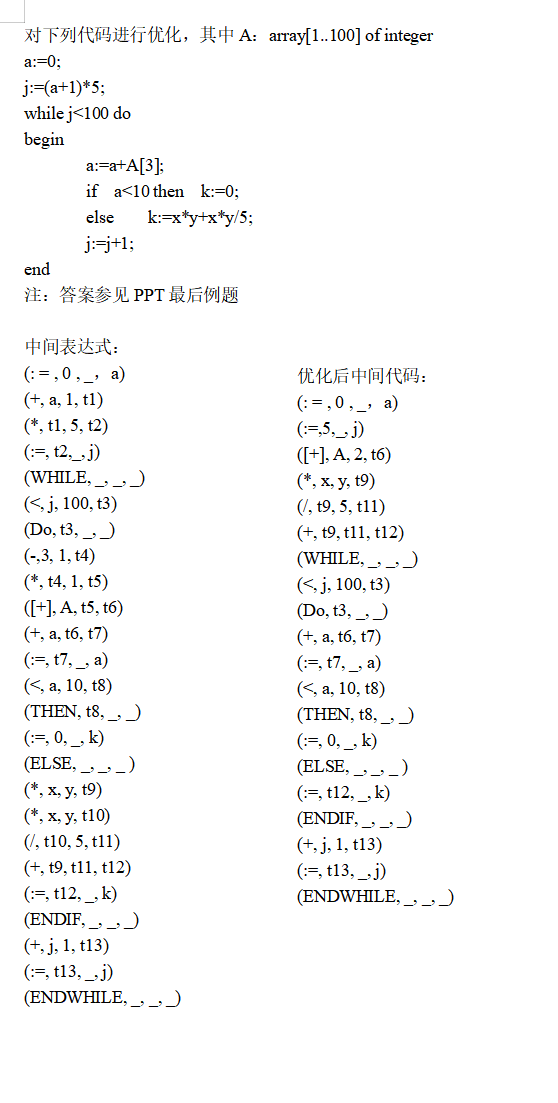 对下列代码进行优化，其中 A：array[1..100] of integer
a:=0;
j:=(a+1)*5;
while j<100 do
begin
a:=a+A[3];
if a<10 then k:=0;
else k:=x*y+x*y/5;
j:=j+1;
end
注：答案参见 PPT 最后例题
中间表达式：
(: = , 0 , _， a)
(+, a, 1, t1)
(*, t1, 5, t2)
(:=, t2,_, j)
(WHILE, _, _, _)
(<, j, 100, t3)
(Do, t3, _, _)
(-,3, 1, t4)
(*, t4, 1, t5)
([+], A, t5, t6)
(+, a, t6, t7)
(:=, t7, _, a)
(<, a, 10, t8)
(THEN, t8, _, _)
(:=, 0, _, k)
(ELSE, _, _, _ )
(*, x, y, t9)
(*, x, y, t10)
(/, t10, 5, t11)
(+, t9, t11, t12)
(:=, t12, _, k)
(ENDIF, _, _, _)
(+, j, 1, t13)
(:=, t13, _, j)
(ENDWHILE, _, _, _)
优化后中间代码：
(: = , 0 , _， a)
(:=,5,_, j)
([+], A, 2, t6)
(*, x, y, t9)
(/, t9, 5, t11)
(+, t9, t11, t12)
(WHILE, _, _, _)
(<, j, 100, t3)
(Do, t3, _, _)
(+, a, t6, t7)
(:=, t7, _, a)
(<, a, 10, t8)
(THEN, t8, _, _)
(:=, 0, _, k)
(ELSE, _, _, _ )
(:=, t12, _, k)
(ENDIF, _, _, _)
(+, j, 1, t13)
(:=, t13, _, j)
(ENDWHILE, _, _, _)